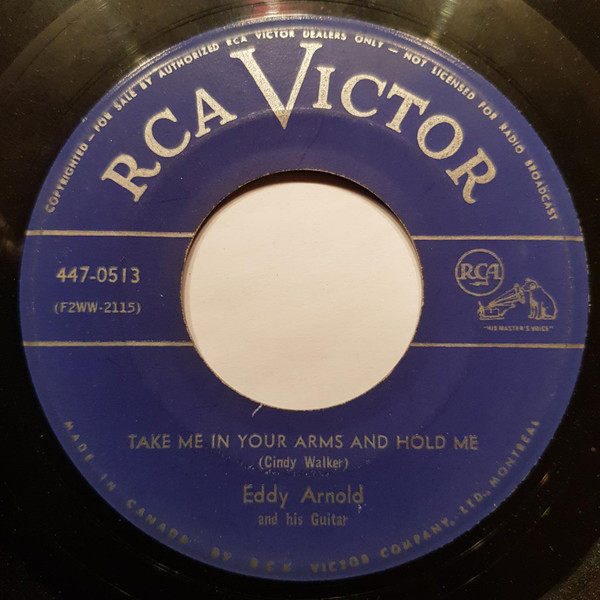 COPYRIGHTED — FOR SALE BY AUTHORIZED RCA VICTOR DEALERS ONLY — NOT LICENSED FOR RADIO BROADCAST
RCA VICTOR
447-0513
(F2WW-2115)
RCA
"HIS MASTER'S VOICE"
TAKE ME IN YOUR ARMS AND HOLD ME
(Cindy Walker)
Eddy Arnold
and his Guitar
MADE IN CANADA BY RCA VICTOR COMPANY, LTD., MONTREAL